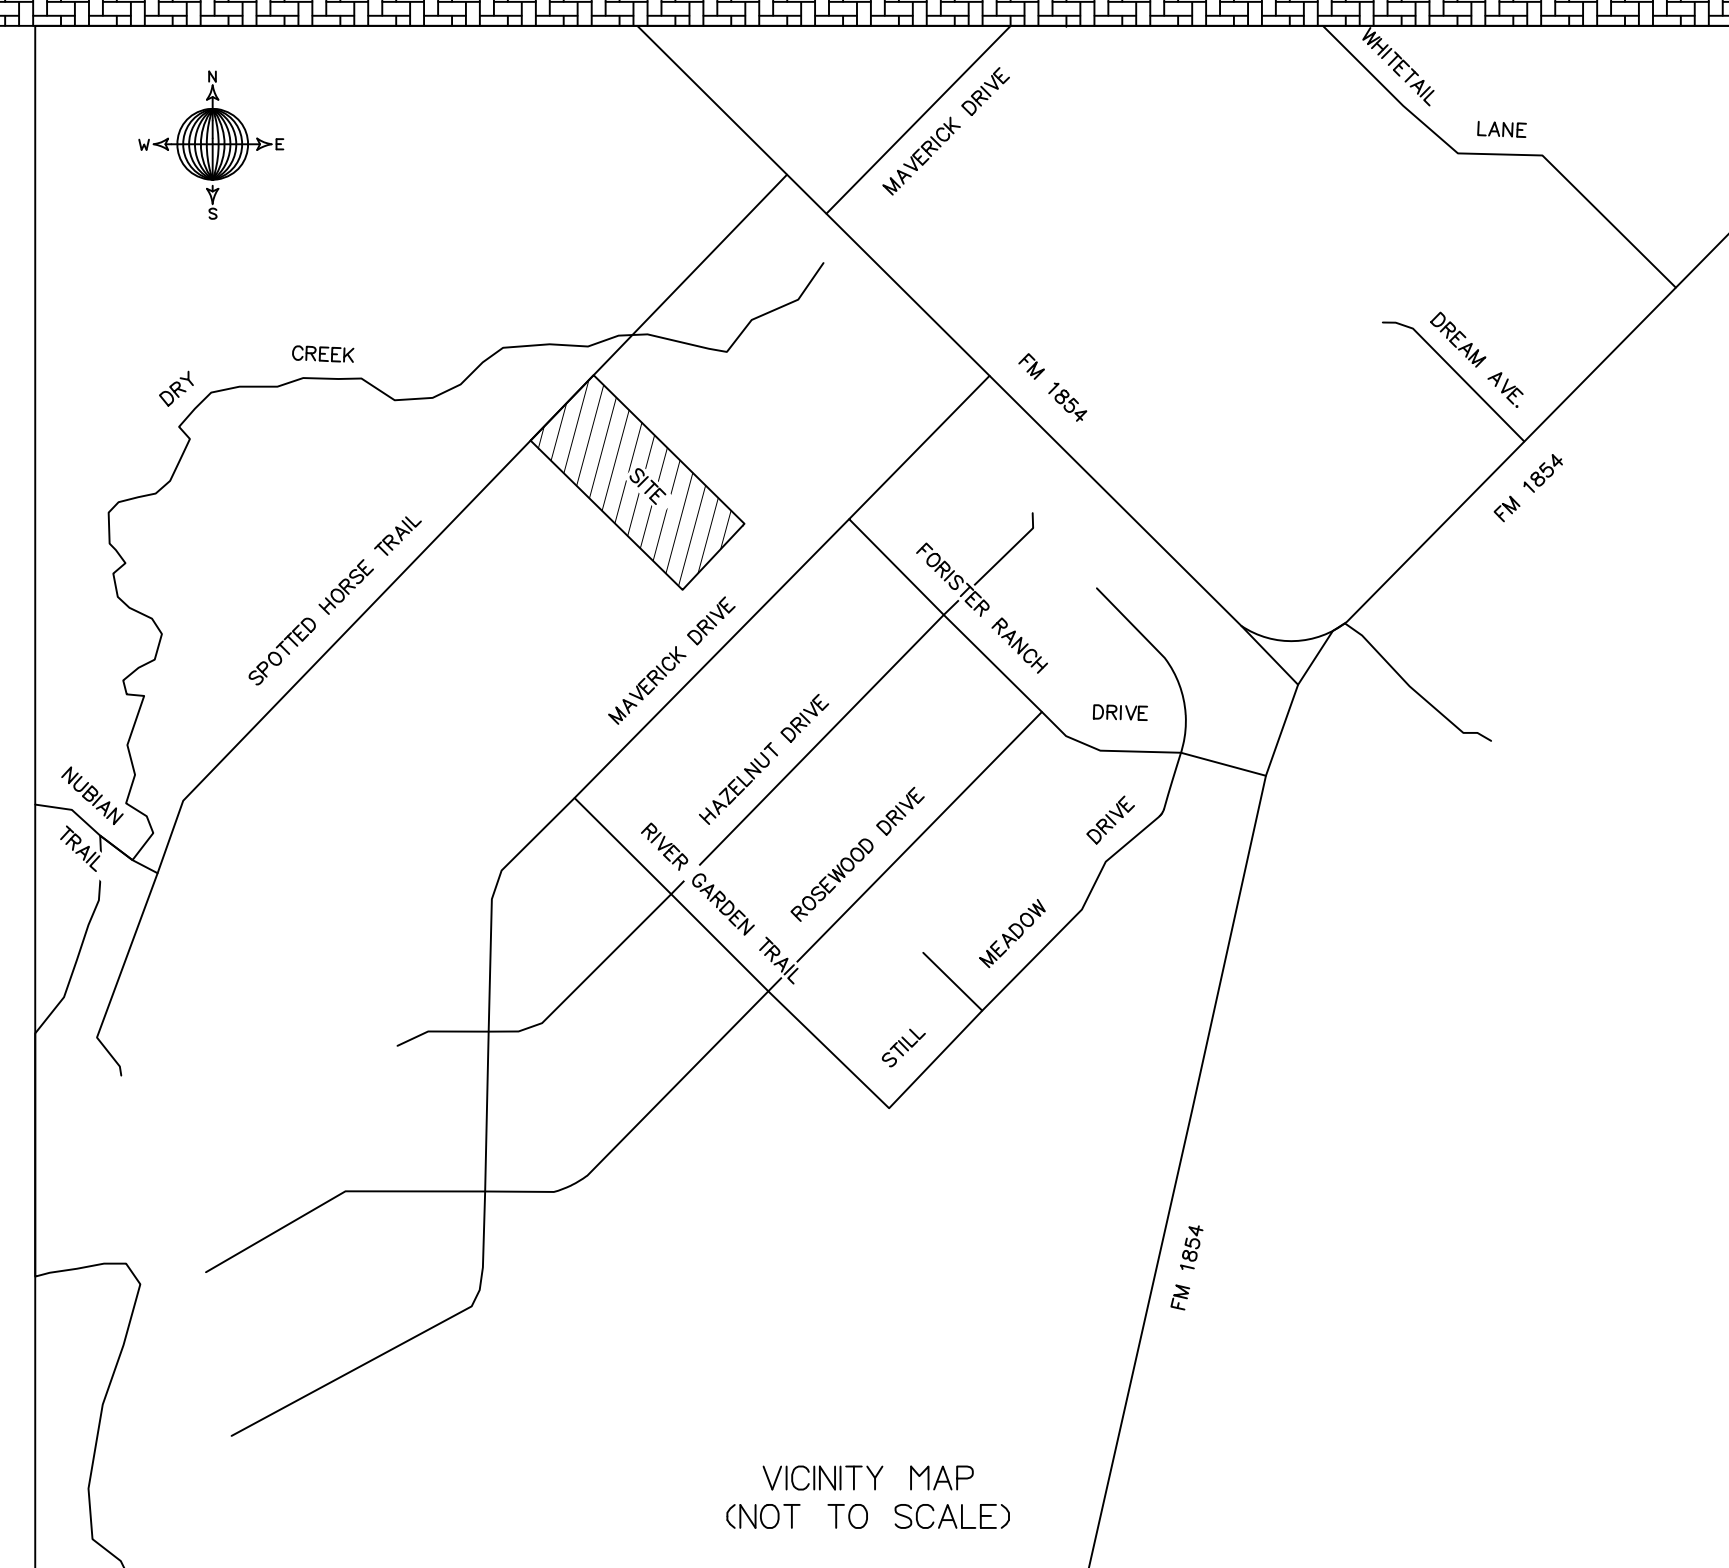 WHITETAIL
LANE
N
W E
S
MAVERICK DRIVE
DREAM AVE.
DRY CREEK
FM 1854
FM 1854
SITE
SPOTTED HORSE TRAIL
FORISTER RANCH
DRIVE
MAVERICK DRIVE
HAZELNUT DRIVE
NUBIAN
TRAIL
RIVER GARDEN TRAIL
ROSEWOOD DRIVE
STILL MEADOW DRIVE
FM 1854
VICINITY MAP
(NOT TO SCALE)